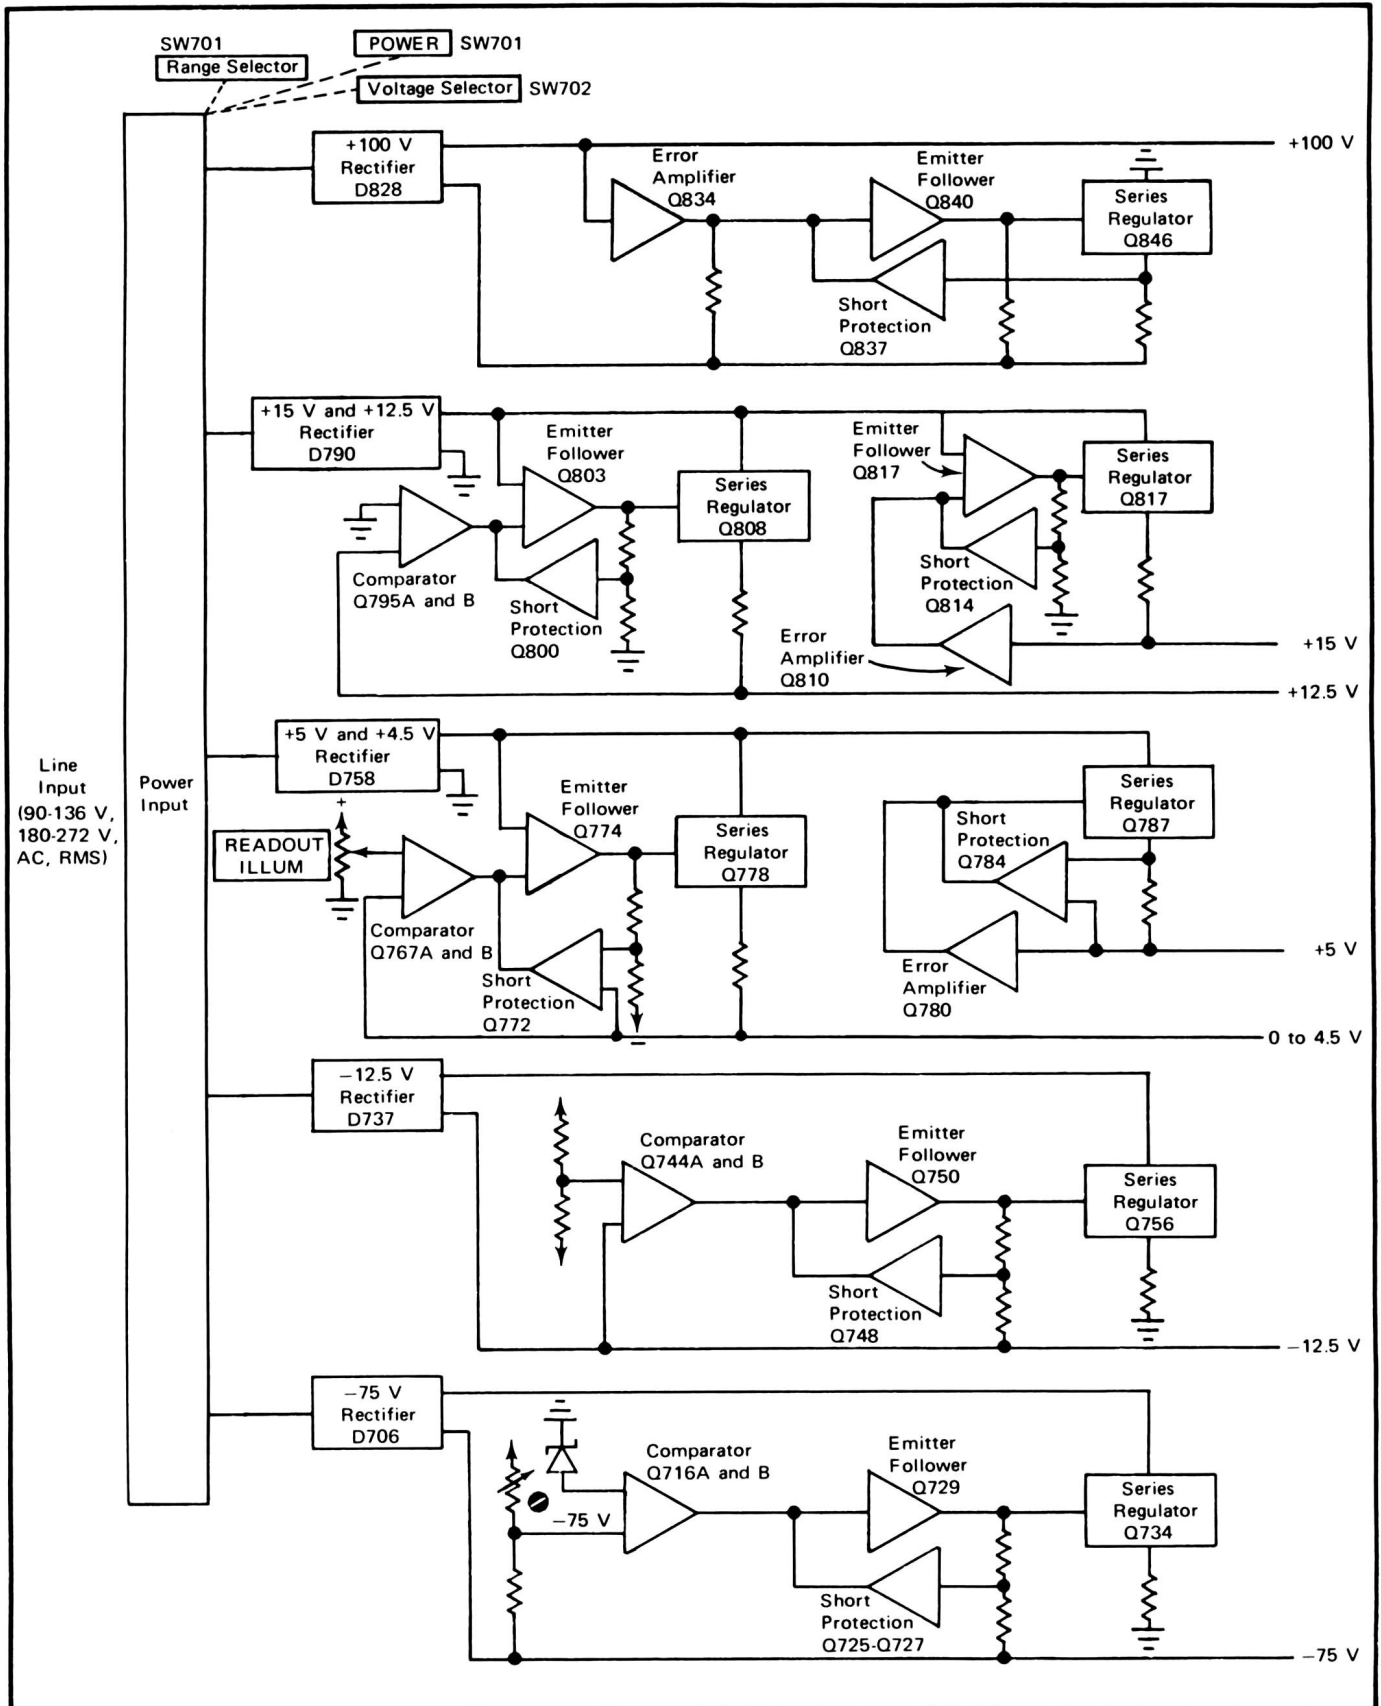 SW701
Range Selector
POWER
SW701
Voltage Selector
SW702
+100 V
Rectifier
D828
Error
Amplifier
Q834
Emitter
Follower
Q840
Series
Regulator
Q846
+100 V
Short
Protection
Q837
+15 V and +12.5 V
Rectifier
D790
Emitter
Follower
Q803
Series
Regulator
Q808
Emitter
Follower
Q817
Series
Regulator
Q817
Comparator
Q795A and B
Short
Protection
Q800
Short
Protection
Q814
Error
Amplifier
Q810
+15 V
+12.5 V
Line
Input
(90-136 V,
180-272 V,
AC, RMS)
Power
Input
+5 V and +4.5 V
Rectifier
D758
+
READOUT
ILLUM
Emitter
Follower
Q774
Series
Regulator
Q778
Short
Protection
Q784
Series
Regulator
Q787
Comparator
Q767A and B
Short
Protection
Q772
–
Error
Amplifier
Q780
+5 V
0 to 4.5 V
−12.5 V
Rectifier
D737
Comparator
Q744A and B
Emitter
Follower
Q750
Series
Regulator
Q756
Short
Protection
Q748
−12.5 V
−75 V
Rectifier
D706
−75 V
Comparator
Q716A and B
Emitter
Follower
Q729
Series
Regulator
Q734
Short
Protection
Q725-Q727
−75 V